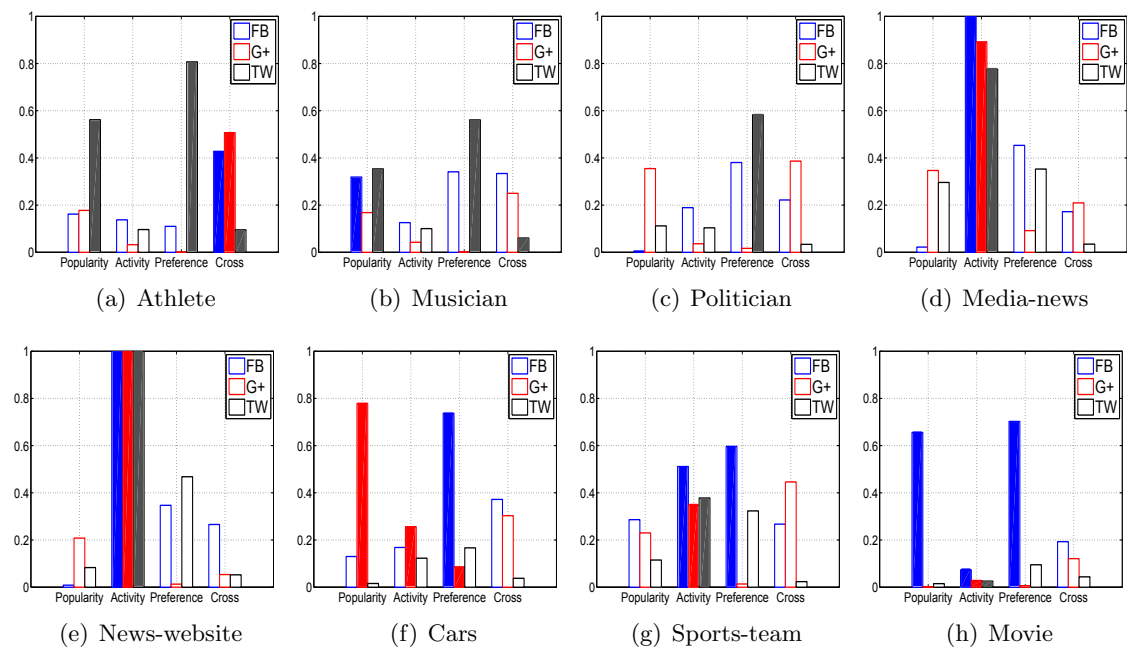 1
0.8
0.6
0.4
0.2
0
Popularity Activity Preference Cross
FB
G+
TW
(a) Athlete
1
0.8
0.6
0.4
0.2
0
Popularity Activity Preference Cross
FB
G+
TW
(b) Musician
1
0.8
0.6
0.4
0.2
0
Popularity Activity Preference Cross
FB
G+
TW
(c) Politician
1
0.8
0.6
0.4
0.2
0
Popularity Activity Preference Cross
FB
G+
TW
(d) Media-news
1
0.8
0.6
0.4
0.2
0
Popularity Activity Preference Cross
FB
G+
TW
(e) News-website
1
0.8
0.6
0.4
0.2
0
Popularity Activity Preference Cross
FB
G+
TW
(f) Cars
1
0.8
0.6
0.4
0.2
0
Popularity Activity Preference Cross
FB
G+
TW
(g) Sports-team
1
0.8
0.6
0.4
0.2
0
Popularity Activity Preference Cross
FB
G+
TW
(h) Movie